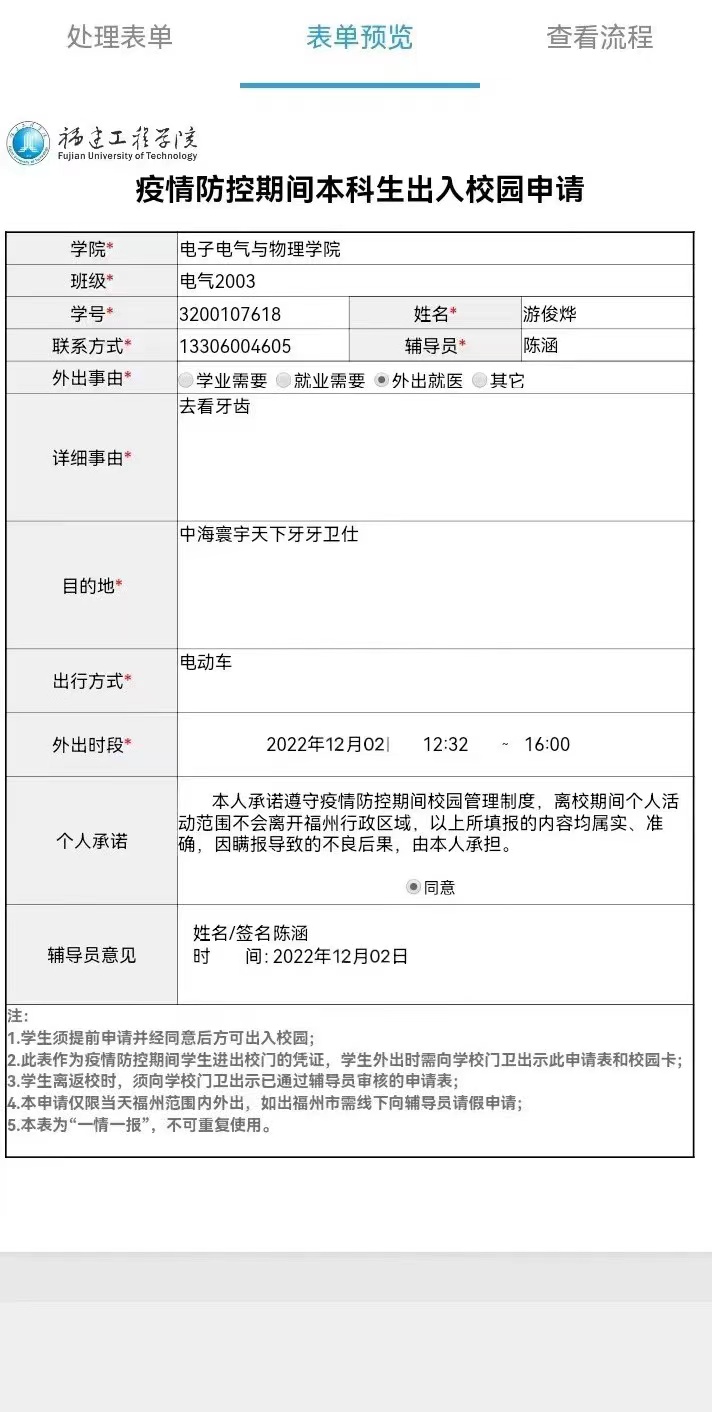 处理表单 表单预览 查看流程
福建工程学院
Fujian University of Technology
疫情防控期间本科生出入校园申请
学院* 电子电气与物理学院
班级* 电气2003
学号* 3200107618 姓名* 游俊烨
联系方式* 13306004605 辅导员* 陈涵
外出事由* 学业需要 就业需要 外出就医 其它
详细事由* 去看牙齿
目的地* 中海寰宇天下牙牙卫仕
出行方式* 电动车
外出时段* 2022年12月02 12:32 ~ 16:00
个人承诺 本人承诺遵守疫情防控期间校园管理制度，离校期间个人活
动范围不会离开福州行政区域，以上所填报的内容均属实、准
确，因瞒报导致的不良后果，由本人承担。
同意
辅导员意见 姓名/签名陈涵
时 间：2022年12月02日
注：
1.学生须提前申请并经同意后方可出入校园；
2.此表作为疫情防控期间学生进出校门的凭证，学生外出时需向学校门卫出示此申请表和校园卡；
3.学生离返校时，须向学校门卫出示已通过辅导员审核的申请表；
4.本申请仅限当天福州范围内外出，如出福州市需线下向辅导员请假申请；
5.本表为“一情一报”，不可重复使用。